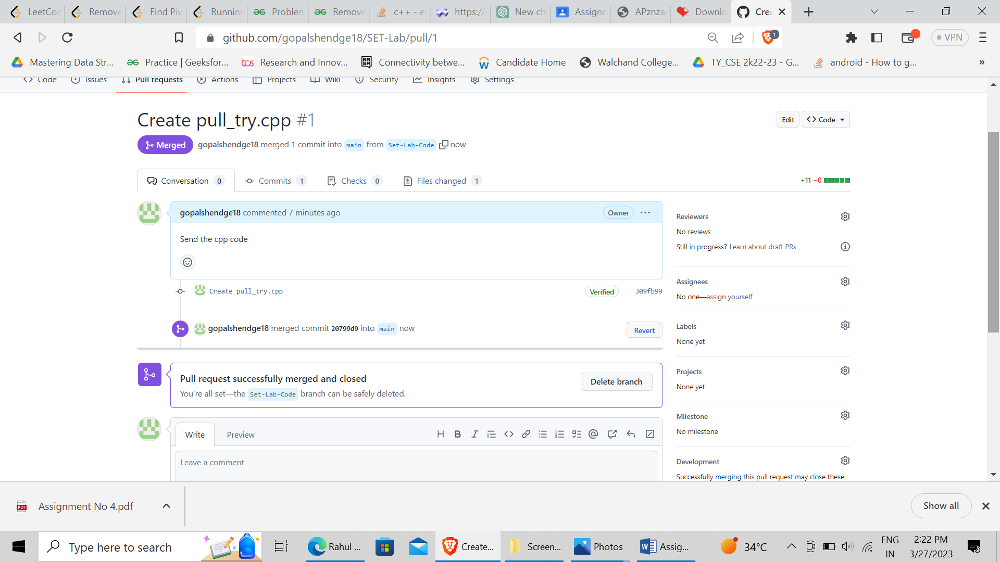 LeetCoc
Remove
Find Piv
Running
Problem
Remove
c++ - e
https://
New ch
Assignm
APznza
Downlo
Crea
github.com/gopalshendge18/SET-Lab/pull/1
1
VPN
Mastering Data Str...
Practice | Geeksfor...
Research and Innov...
Connectivity betwe...
Candidate Home
Walchand College...
TY_CSE 2k22-23 - G...
android - How to g...
»
Code
Issues
Pull requests
Actions
Projects
Wiki
Security
Insights
Settings
Create pull_try.cpp #1
Edit
Code
Merged
gopalshendge18 merged 1 commit into main from Set-Lab-Code now
Conversation 0
Commits 1
Checks 0
Files changed 1
+11 −0
gopalshendge18 commented 7 minutes ago
Owner
Send the cpp code
Create pull_try.cpp
Verified
309fb99
gopalshendge18 merged commit 20799d9 into main now
Revert
Pull request successfully merged and closed
You're all set—the Set-Lab-Code branch can be safely deleted.
Delete branch
Write
Preview
Leave a comment
Reviewers
No reviews
Still in progress? Learn about draft PRs
Assignees
No one—assign yourself
Labels
None yet
Projects
None yet
Milestone
No milestone
Development
Successfully merging this pull request may close these
Assignment No 4.pdf
Show all
Type here to search
Rahul ...
Create...
Screen...
Photos
Assig...
34°C
ENG
IN
2:22 PM
3/27/2023